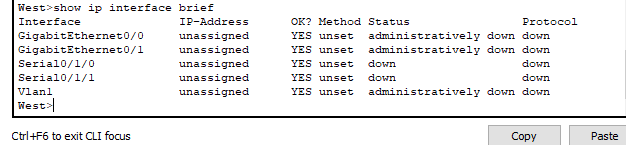 West>show ip interface brief
Interface IP-Address OK? Method Status Protocol
GigabitEthernet0/0 unassigned YES unset administratively down down
GigabitEthernet0/1 unassigned YES unset administratively down down
Serial0/1/0 unassigned YES unset down down
Serial0/1/1 unassigned YES unset down down
Vlan1 unassigned YES unset administratively down down
West>
Ctrl+F6 to exit CLI focus
Copy Paste